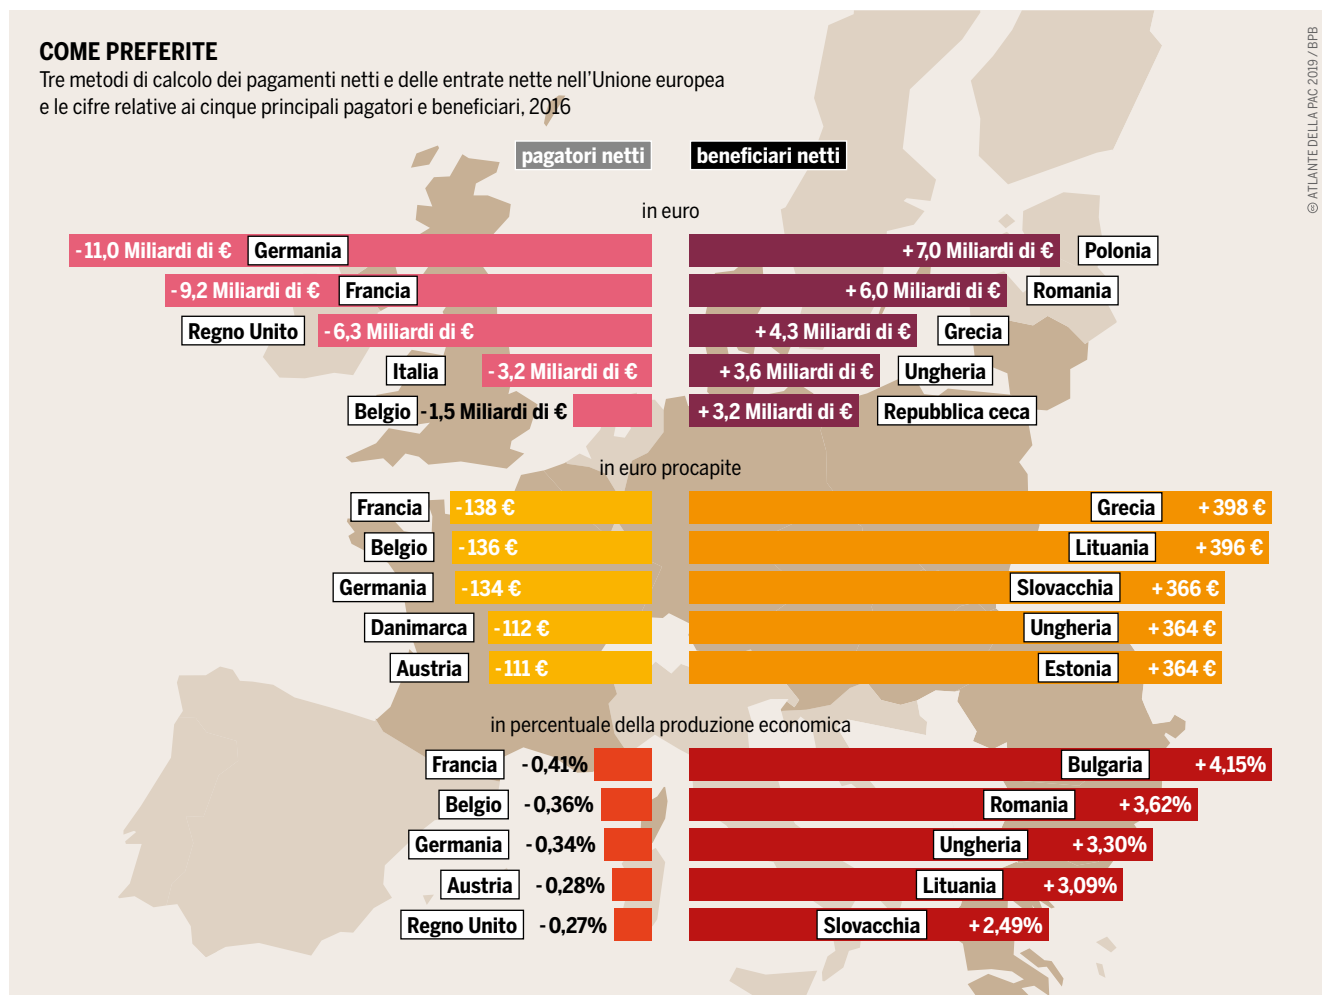 COME PREFERITE
Tre metodi di calcolo dei pagamenti netti e delle entrate nette nell'Unione europea
e le cifre relative ai cinque principali pagatori e beneficiari, 2016
© ATLANTE DELLA PAC 2019 / BPB
pagatori netti beneficiari netti
in euro
-11,0 Miliardi di € Germania +7,0 Miliardi di € Polonia
-9,2 Miliardi di € Francia +6,0 Miliardi di € Romania
Regno Unito -6,3 Miliardi di € +4,3 Miliardi di € Grecia
Italia -3,2 Miliardi di € +3,6 Miliardi di € Ungheria
Belgio -1,5 Miliardi di € +3,2 Miliardi di € Repubblica ceca
in euro procapite
Francia -138 € Grecia +398 €
Belgio -136 € Lituania +396 €
Germania -134 € Slovacchia +366 €
Danimarca -112 € Ungheria +364 €
Austria -111 € Estonia +364 €
in percentuale della produzione economica
Francia -0,41% Bulgaria +4,15%
Belgio -0,36% Romania +3,62%
Germania -0,34% Ungheria +3,30%
Austria -0,28% Lituania +3,09%
Regno Unito -0,27% Slovacchia +2,49%